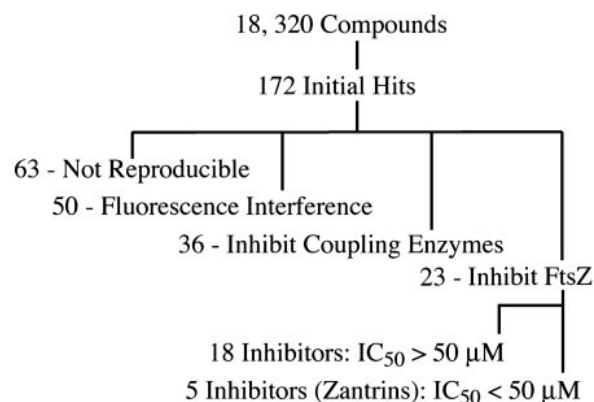 18, 320 Compounds
172 Initial Hits
63 - Not Reproducible
50 - Fluorescence Interference
36 - Inhibit Coupling Enzymes
23 - Inhibit FtsZ
18 Inhibitors: IC50 > 50 μM
5 Inhibitors (Zantrins): IC50 < 50 μM